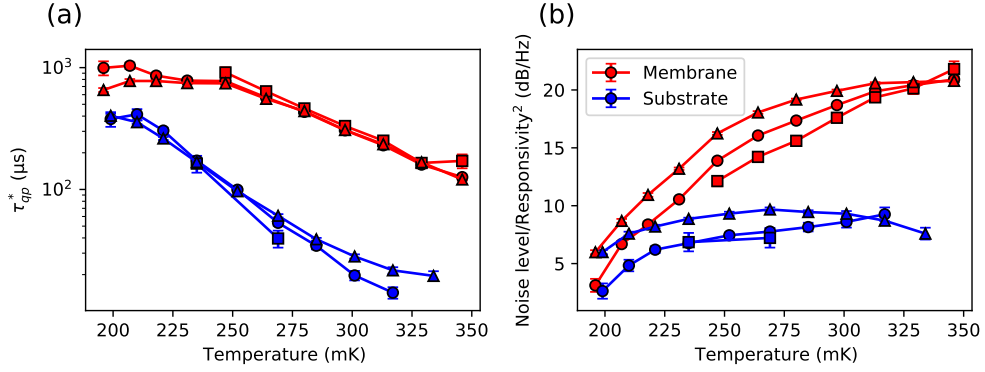 (a)
(b)
10³
10²
τ*qp (μs)
200 225 250 275 300 325 350
Temperature (mK)
Noise level/Responsivity² (dB/Hz)
20
15
10
5
Membrane
Substrate
200 225 250 275 300 325 350
Temperature (mK)